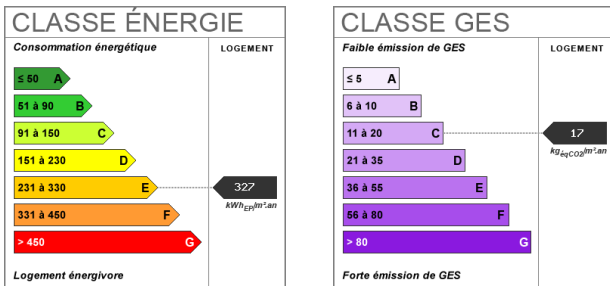 CLASSE ÉNERGIE
Consommation énergétique
LOGEMENT
≤ 50 A
51 à 90 B
91 à 150 C
151 à 230 D
231 à 330 E
327
kWhEP/m².an
331 à 450 F
> 450 G
Logement énergivore
CLASSE GES
Faible émission de GES
LOGEMENT
≤ 5 A
6 à 10 B
11 à 20 C
17
kgéqCO2/m².an
21 à 35 D
36 à 55 E
56 à 80 F
> 80 G
Forte émission de GES